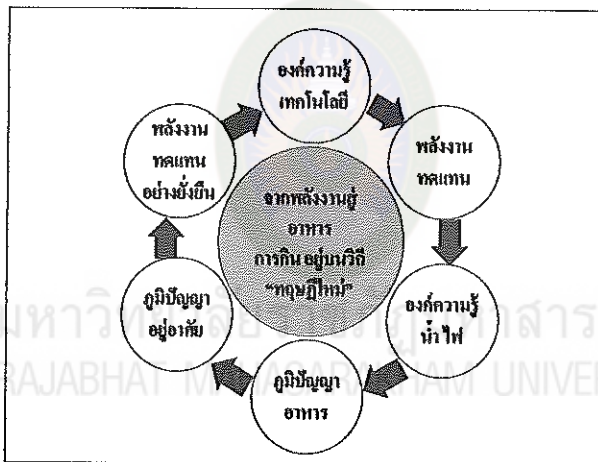 องค์ความรู้
เทคโนโลยี
พลังงาน
ทดแทน
องค์ความรู้
น้ำ ไฟ
ภูมิปัญญา
อาหาร
ภูมิปัญญา
อยู่อาศัย
พลังงาน
ทดแทน
อย่างยั่งยืน
จากพลังงานสู่
อาหาร
การกิน อยู่บนวิถี
“ทฤษฎีใหม่”
RAJABHAT
UNIVE